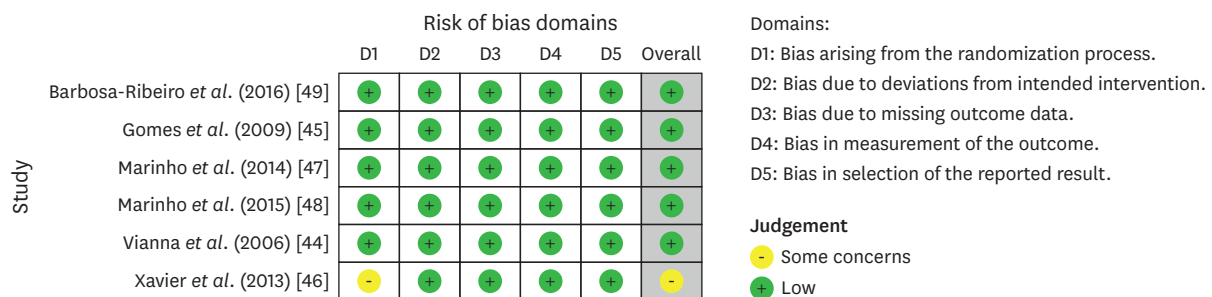 Risk of bias domains
D1 D2 D3 D4 D5 Overall
Study
Barbosa-Ribeiro et al. (2016) [49] + + + + + +
Gomes et al. (2009) [45] + + + + + +
Marinho et al. (2014) [47] + + + + + +
Marinho et al. (2015) [48] + + + + + +
Vianna et al. (2006) [44] + + + + + +
Xavier et al. (2013) [46] - + + + + -
Domains:
D1: Bias arising from the randomization process.
D2: Bias due to deviations from intended intervention.
D3: Bias due to missing outcome data.
D4: Bias in measurement of the outcome.
D5: Bias in selection of the reported result.
Judgement
- Some concerns
+ Low